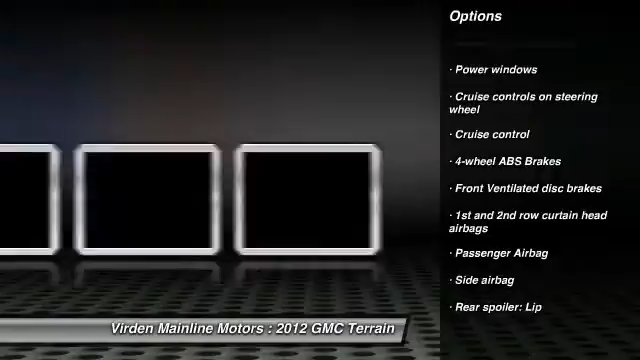 Options
· Power windows
· Cruise controls on steering
wheel
· Cruise control
· 4-wheel ABS Brakes
· Front Ventilated disc brakes
· 1st and 2nd row curtain head
airbags
· Passenger Airbag
· Side airbag
· Rear spoiler: Lip
Virden Mainline Motors : 2012 GMC Terrain